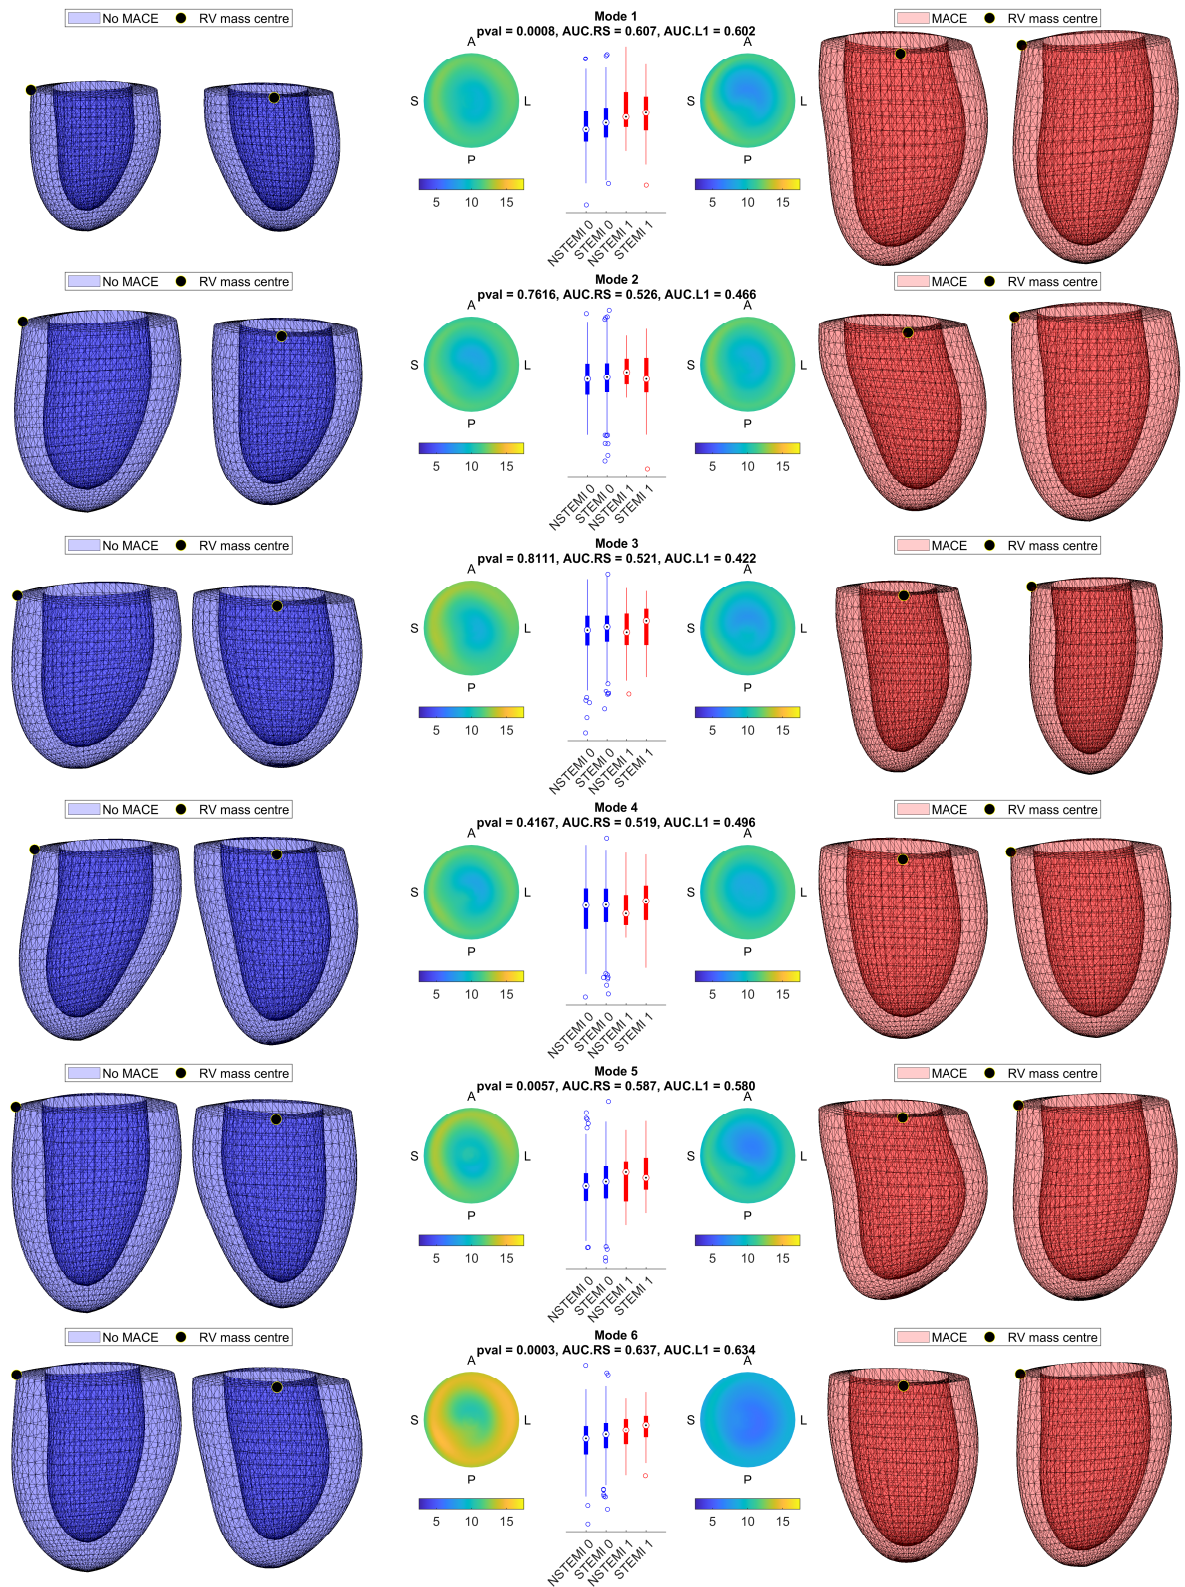 No MACE RV mass centre
Mode 1
pval = 0.0008, AUC.RS = 0.607, AUC.L1 = 0.602
MACE RV mass centre
A
S L
P
5 10 15
NSTEMI 0
STEMI 0
NSTEMI 1
STEMI 1
A
S L
P
5 10 15
No MACE RV mass centre
Mode 2
pval = 0.7616, AUC.RS = 0.526, AUC.L1 = 0.466
MACE RV mass centre
A
S L
P
5 10 15
NSTEMI 0
STEMI 0
NSTEMI 1
STEMI 1
A
S L
P
5 10 15
No MACE RV mass centre
Mode 3
pval = 0.8111, AUC.RS = 0.521, AUC.L1 = 0.422
MACE RV mass centre
A
S L
P
5 10 15
NSTEMI 0
STEMI 0
NSTEMI 1
STEMI 1
A
S L
P
5 10 15
No MACE RV mass centre
Mode 4
pval = 0.4167, AUC.RS = 0.519, AUC.L1 = 0.496
MACE RV mass centre
A
S L
P
5 10 15
NSTEMI 0
STEMI 0
NSTEMI 1
STEMI 1
A
S L
P
5 10 15
No MACE RV mass centre
Mode 5
pval = 0.0057, AUC.RS = 0.587, AUC.L1 = 0.580
MACE RV mass centre
A
S L
P
5 10 15
NSTEMI 0
STEMI 0
NSTEMI 1
STEMI 1
A
S L
P
5 10 15
No MACE RV mass centre
Mode 6
pval = 0.0003, AUC.RS = 0.637, AUC.L1 = 0.634
MACE RV mass centre
A
S L
P
5 10 15
NSTEMI 0
STEMI 0
NSTEMI 1
STEMI 1
A
S L
P
5 10 15